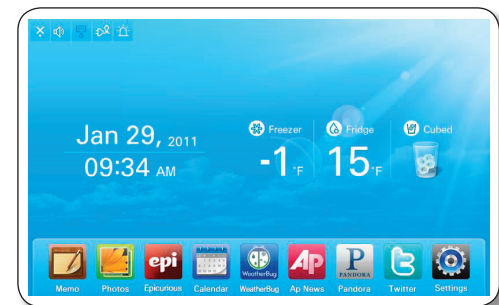 Freezer Fridge Cubed
Jan 29, 2011
-1 °F 15 °F
09:34 AM
epi WeatherBug AP P PANDORA
Memo Photos Epicurious Calendar WeatherBug Ap News Pandora Twitter Settings